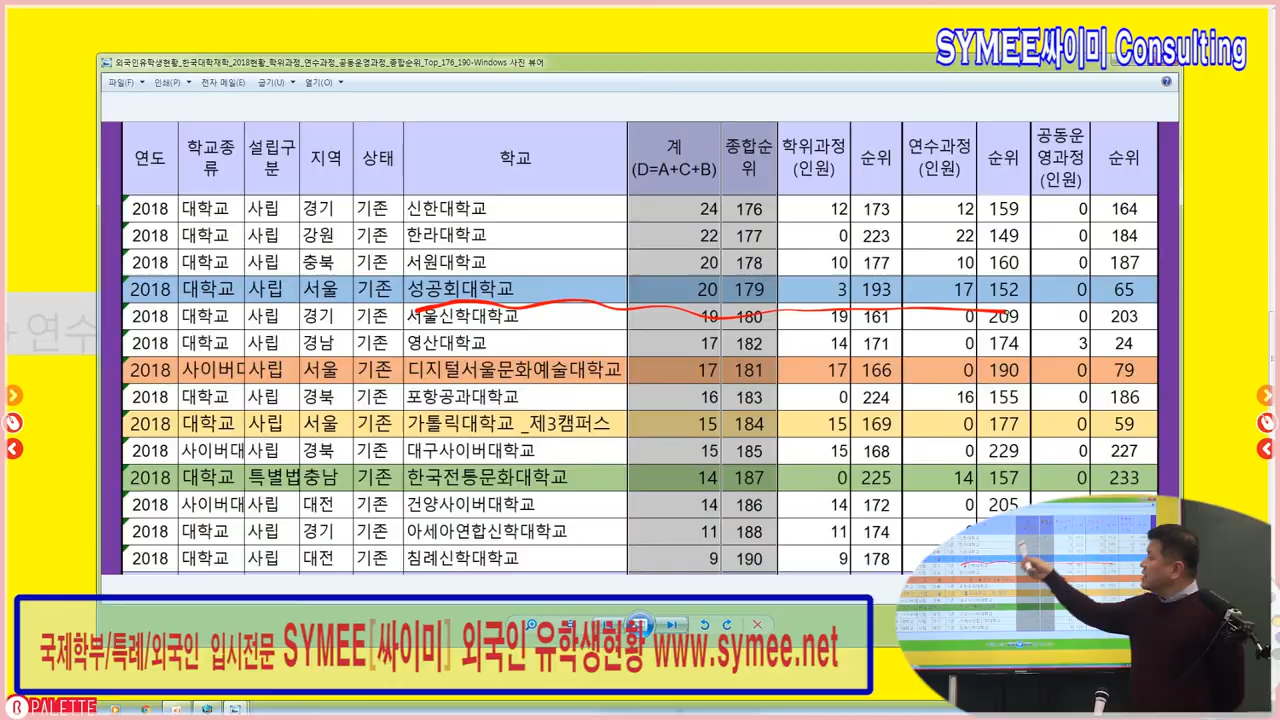 SYMEE싸이미 Consulting
외국인유학생현황_한국대학재학_2018현황_학위과정_연수과정_공동운영과정_종합순위_Top_176_190-Windows 사진 뷰어
파일(F) 인쇄(P) 전자 메일(E) 굽기(U) 열기(O)
연도 학교종류 설립구분 지역 상태 학교 계 (D=A+C+B) 종합순위 학위과정 (인원) 순위 연수과정 (인원) 순위 공동운영과정 (인원) 순위
2018 대학교 사립 경기 기존 신한대학교 24 176 12 173 12 159 0 164
2018 대학교 사립 강원 기존 한라대학교 22 177 0 223 22 149 0 184
2018 대학교 사립 충북 기존 서원대학교 20 178 10 177 10 160 0 187
2018 대학교 사립 서울 기존 성공회대학교 20 179 3 193 17 152 0 65
2018 대학교 사립 경기 기존 서울신학대학교 19 180 19 161 0 209 0 203
2018 대학교 사립 경남 기존 영산대학교 17 182 14 171 0 174 3 24
2018 사이버대 사립 서울 기존 디지털서울문화예술대학교 17 181 17 166 0 190 0 79
2018 대학교 사립 경북 기존 포항공과대학교 16 183 0 224 16 155 0 186
2018 대학교 사립 서울 기존 가톨릭대학교 _제3캠퍼스 15 184 15 169 0 177 0 59
2018 사이버대 사립 경북 기존 대구사이버대학교 15 185 15 168 0 229 0 227
2018 대학교 특별법 충남 기존 한국전통문화대학교 14 187 0 225 14 157 0 233
2018 사이버대 사립 대전 기존 건양사이버대학교 14 186 14 172 0 205
2018 대학교 사립 경기 기존 아세아연합신학대학교 11 188 11 174 0
2018 대학교 사립 대전 기존 침례신학대학교 9 190 9 178
연수
국제학부/특례/외국인 입시전문 SYMEE[싸이미] 외국인 유학생현황 www.symee.net
PALETTE